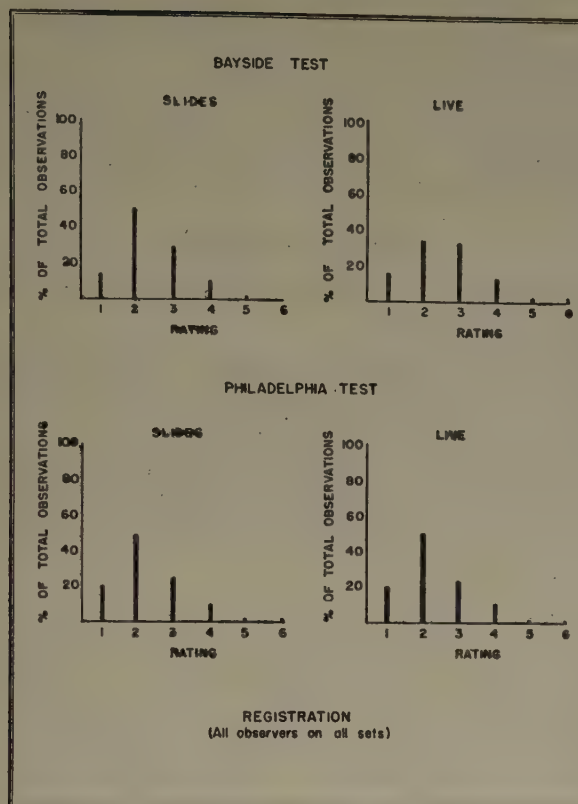 BAYSIDE TEST
SLIDES
LIVE
% OF TOTAL OBSERVATIONS
100
80
60
40
20
1 2 3 4 5 6
RATING
% OF TOTAL OBSERVATIONS
100
80
60
40
20
1 2 3 4 5 6
RATING
PHILADELPHIA TEST
SLIDES
LIVE
% OF TOTAL OBSERVATIONS
100
80
60
40
20
1 2 3 4 5 6
RATING
% OF TOTAL OBSERVATIONS
100
80
60
40
20
1 2 3 4 5 6
RATING
REGISTRATION
(All observers on all sets)